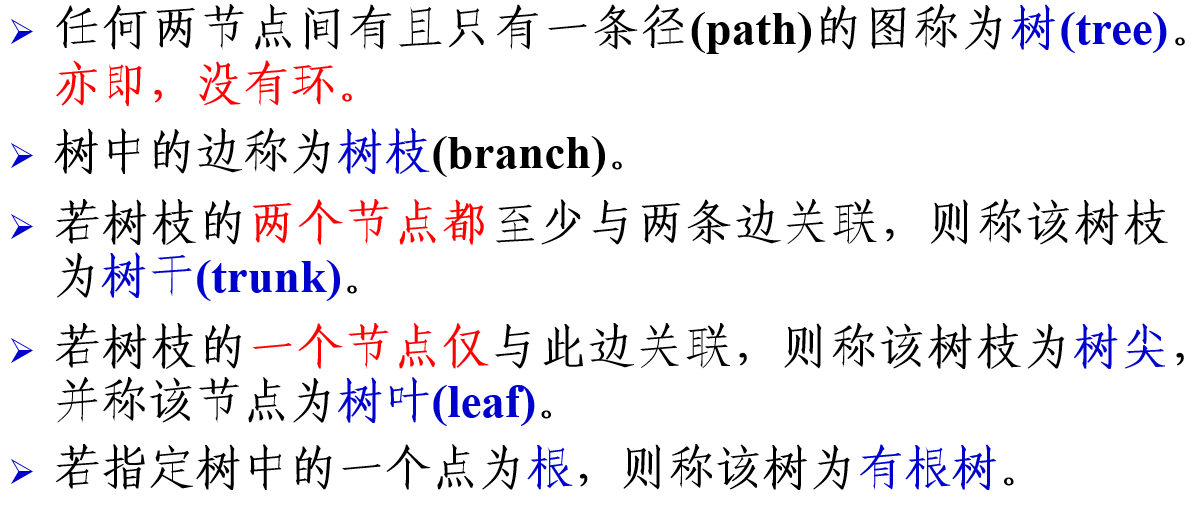 ➢ 任何两节点间有且只有一条径(path)的图称为树(tree)。
亦即，没有环。
➢ 树中的边称为树枝(branch)。
➢ 若树枝的两个节点都至少与两条边关联，则称该树枝
为树干(trunk)。
➢ 若树枝的一个节点仅与此边关联，则称该树枝为树尖，
并称该节点为树叶(leaf)。
➢ 若指定树中的一个点为根，则称该树为有根树。